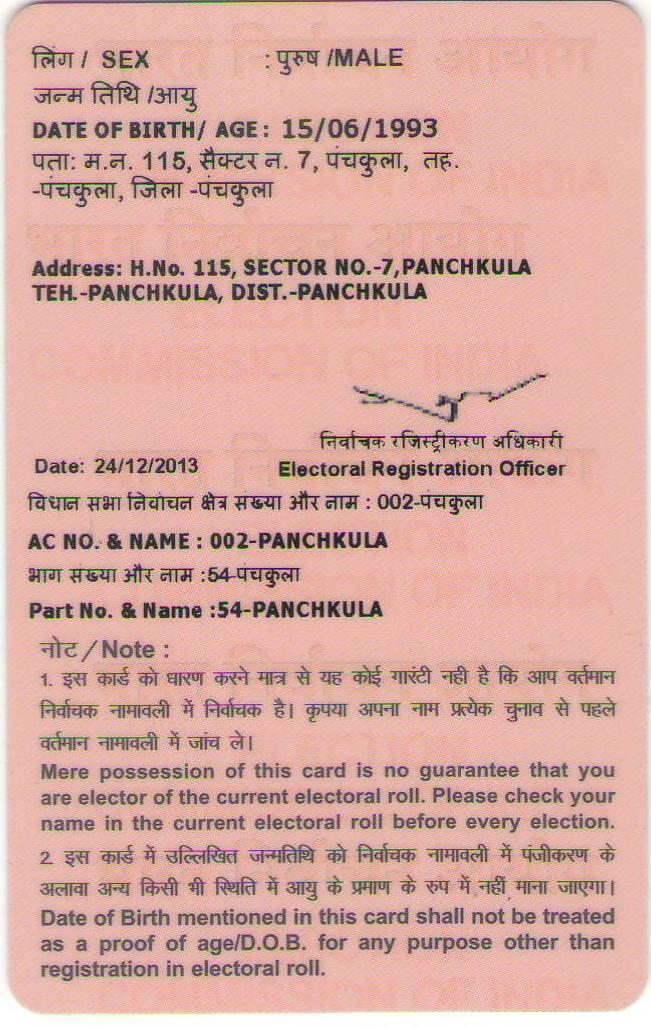 लिंग / SEX : पुरुष /MALE
जन्म तिथि /आयु
DATE OF BIRTH/ AGE : 15/06/1993
पता: म.न. 115, सैक्टर न. 7, पंचकुला, तह.
-पंचकुला, जिला -पंचकुला
Address: H.No. 115, SECTOR NO.-7,PANCHKULA
TEH.-PANCHKULA, DIST.-PANCHKULA
निर्वाचक रजिस्ट्रीकरण अधिकारी
Date: 24/12/2013 Electoral Registration Officer
विधान सभा निर्वाचन क्षेत्र संख्या और नाम : 002-पंचकुला
AC NO. & NAME : 002-PANCHKULA
भाग संख्या और नाम :54-पंचकुला
Part No. & Name :54-PANCHKULA
नोट / Note :
1. इस कार्ड को धारण करने मात्र से यह कोई गारंटी नही है कि आप वर्तमान
निर्वाचक नामावली में निर्वाचक है। कृपया अपना नाम प्रत्येक चुनाव से पहले
वर्तमान नामावली में जांच ले।
Mere possession of this card is no guarantee that you
are elector of the current electoral roll. Please check your
name in the current electoral roll before every election.
2. इस कार्ड में उल्लिखित जन्मतिथि को निर्वाचक नामावली में पंजीकरण के
अलावा अन्य किसी भी स्थिति में आयु के प्रमाण के रुप में नहीं माना जाएगा।
Date of Birth mentioned in this card shall not be treated
as a proof of age/D.O.B. for any purpose other than
registration in electoral roll.